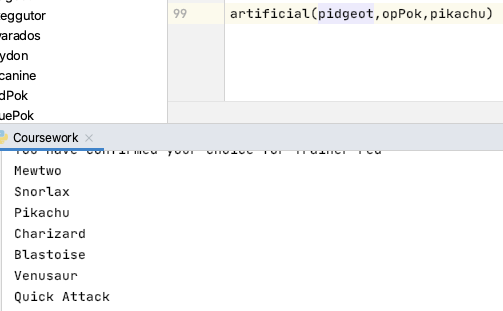 eggutor
99 artificial(pidgeot,opPok,pikachu)
arados
ydon
canine
dPok
uePok
Coursework
You have confirmed your choice for Trainer red
Mewtwo
Snorlax
Pikachu
Charizard
Blastoise
Venusaur
Quick Attack